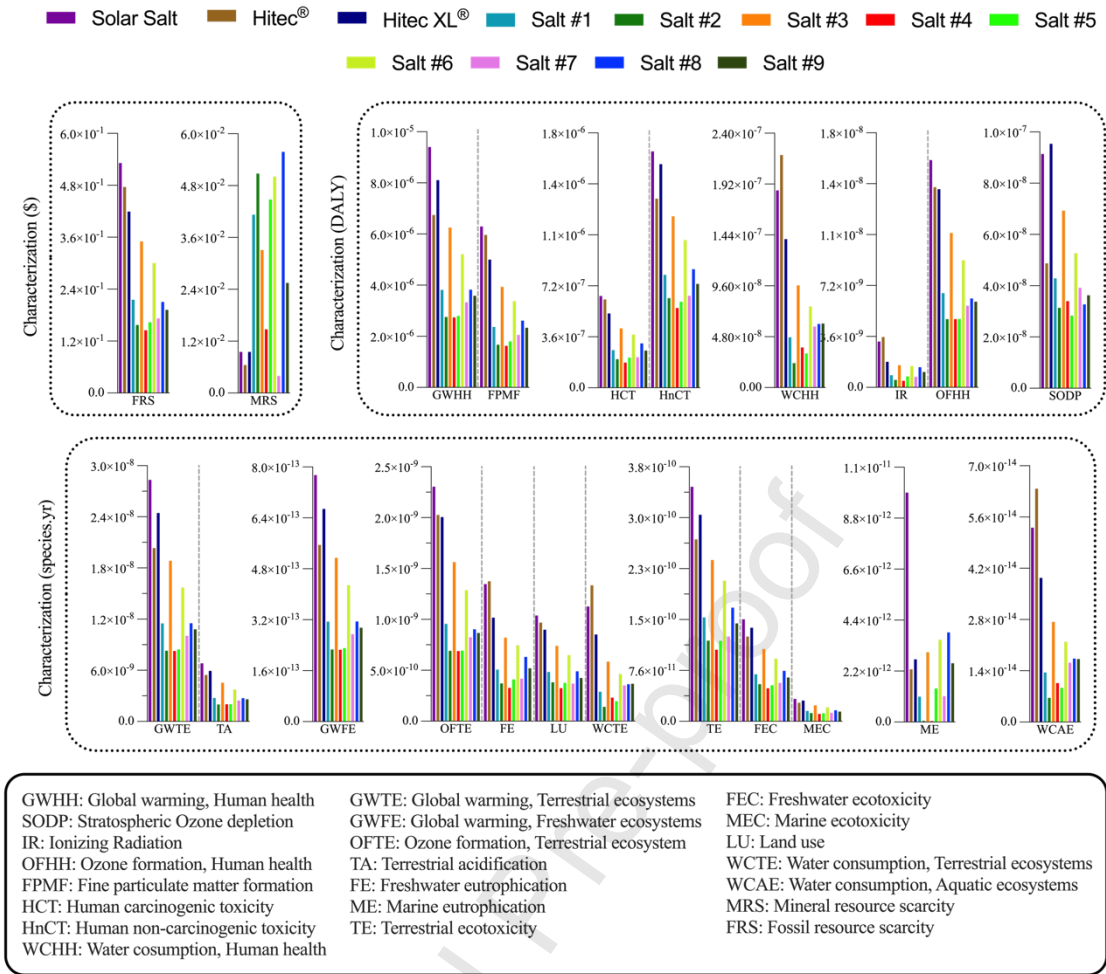 Solar Salt Hitec® Hitec XL® Salt #1 Salt #2 Salt #3 Salt #4 Salt #5
Salt #6 Salt #7 Salt #8 Salt #9
Characterization ($)
6.0×10⁻¹
4.8×10⁻¹
3.6×10⁻¹
2.4×10⁻¹
1.2×10⁻¹
0.0
FRS
6.0×10⁻²
4.8×10⁻²
3.6×10⁻²
2.4×10⁻²
1.2×10⁻²
0.0
MRS
Characterization (DALY)
1.0×10⁻⁵
8.0×10⁻⁶
6.0×10⁻⁶
4.0×10⁻⁶
2.0×10⁻⁶
0.0
GWHH FPMF
1.8×10⁻⁶
1.4×10⁻⁶
1.1×10⁻⁶
7.2×10⁻⁷
3.6×10⁻⁷
0.0
HCT HnCT
2.40×10⁻⁷
1.92×10⁻⁷
1.44×10⁻⁷
9.60×10⁻⁸
4.80×10⁻⁸
0.00
WCHH
1.8×10⁻⁸
1.4×10⁻⁸
1.1×10⁻⁸
7.2×10⁻⁹
3.6×10⁻⁹
0.0
IR OFHH
1.0×10⁻⁷
8.0×10⁻⁸
6.0×10⁻⁸
4.0×10⁻⁸
2.0×10⁻⁸
0.0
SODP
Characterization (species.yr)
3.0×10⁻⁸
2.4×10⁻⁸
1.8×10⁻⁸
1.2×10⁻⁸
6.0×10⁻⁹
0.0
GWTE TA
8.0×10⁻¹³
6.4×10⁻¹³
4.8×10⁻¹³
3.2×10⁻¹³
1.6×10⁻¹³
0.0
GWFE
2.5×10⁻⁹
2.0×10⁻⁹
1.5×10⁻⁹
1.0×10⁻⁹
5.0×10⁻¹⁰
0.0
OFTE FE LU WCTE
3.8×10⁻¹⁰
3.0×10⁻¹⁰
2.3×10⁻¹⁰
1.5×10⁻¹⁰
7.6×10⁻¹¹
0.0
TE FEC MEC
1.1×10⁻¹¹
8.8×10⁻¹²
6.6×10⁻¹²
4.4×10⁻¹²
2.2×10⁻¹²
0.0
ME
7.0×10⁻¹⁴
5.6×10⁻¹⁴
4.2×10⁻¹⁴
2.8×10⁻¹⁴
1.4×10⁻¹⁴
0.0
WCAE
GWHH: Global warming, Human health
SODP: Stratospheric Ozone depletion
IR: Ionizing Radiation
OFHH: Ozone formation, Human health
FPMF: Fine particulate matter formation
HCT: Human carcinogenic toxicity
HnCT: Human non-carcinogenic toxicity
WCHH: Water cosumption, Human health
GWTE: Global warming, Terrestrial ecosystems
GWFE: Global warming, Freshwater ecosystems
OFTE: Ozone formation, Terrestrial ecosystem
TA: Terrestrial acidification
FE: Freshwater eutrophication
ME: Marine eutrophication
TE: Terrestrial ecotoxicity
FEC: Freshwater ecotoxicity
MEC: Marine ecotoxicity
LU: Land use
WCTE: Water consumption, Terrestrial ecosystems
WCAE: Water consumption, Aquatic ecosystems
MRS: Mineral resource scarcity
FRS: Fossil resource scarcity
Pre-proof